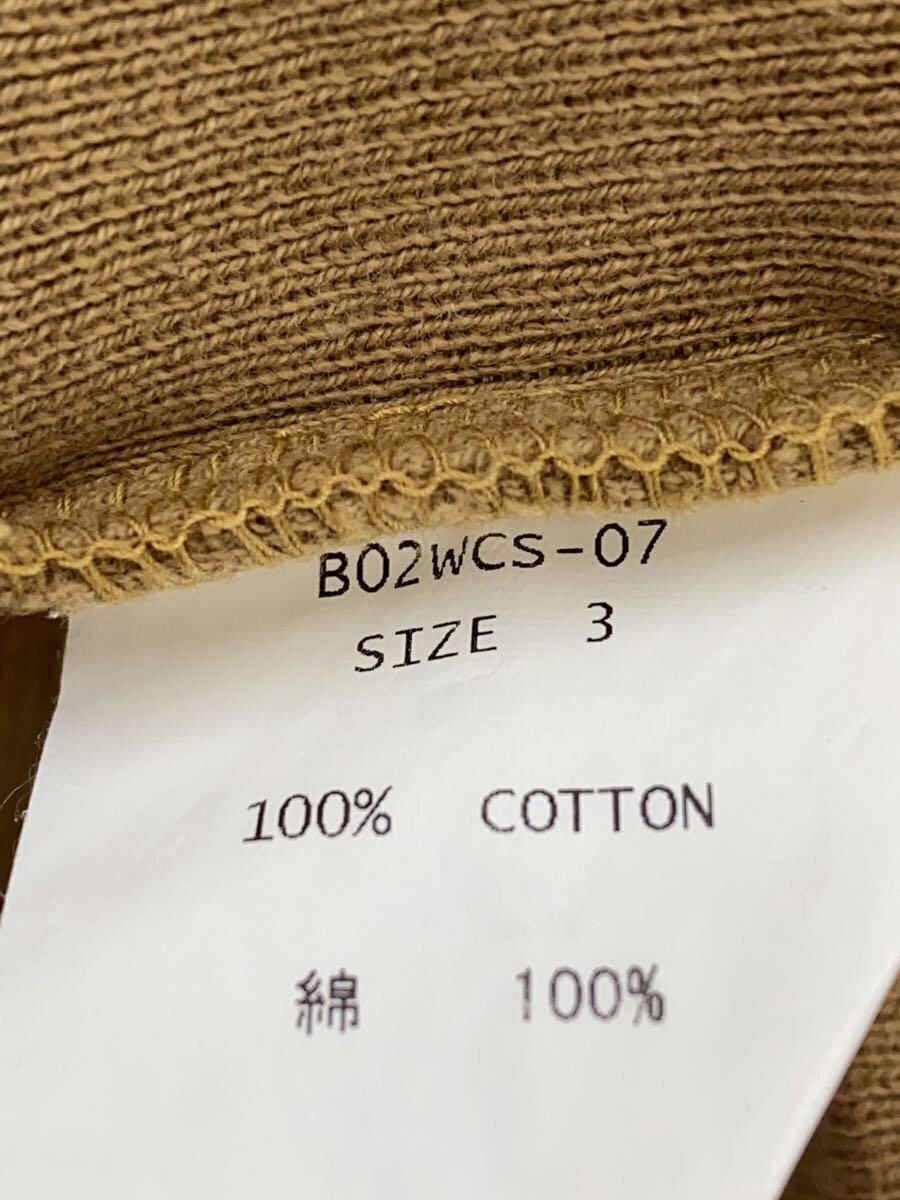 B02WCS-07
SIZE 3
100% COTTON
綿 100%